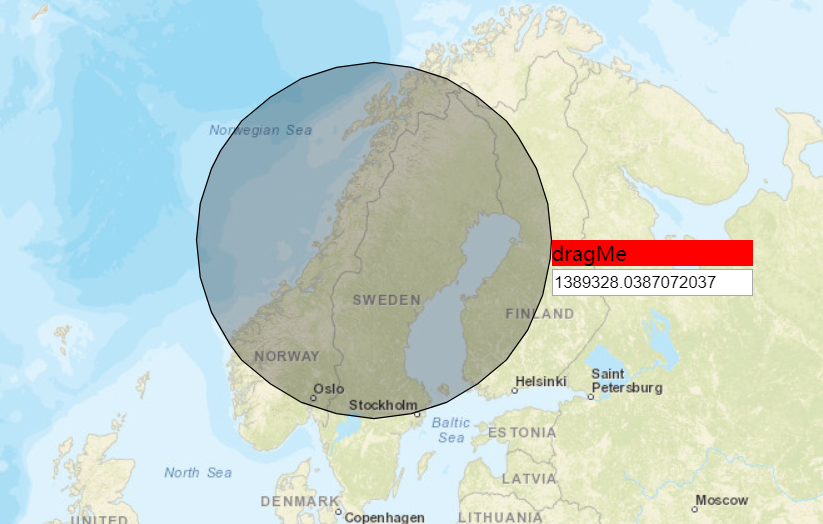 Norwegian Sea
dragMe
1389328.0387072037
SWEDEN
FINLAND
NORWAY
Oslo
Stockholm
Helsinki
Saint
Petersburg
Baltic
Sea
ESTONIA
North Sea
LATVIA
DENMARK
Moscow
UNITED
Copenhagen
LITHUANIA